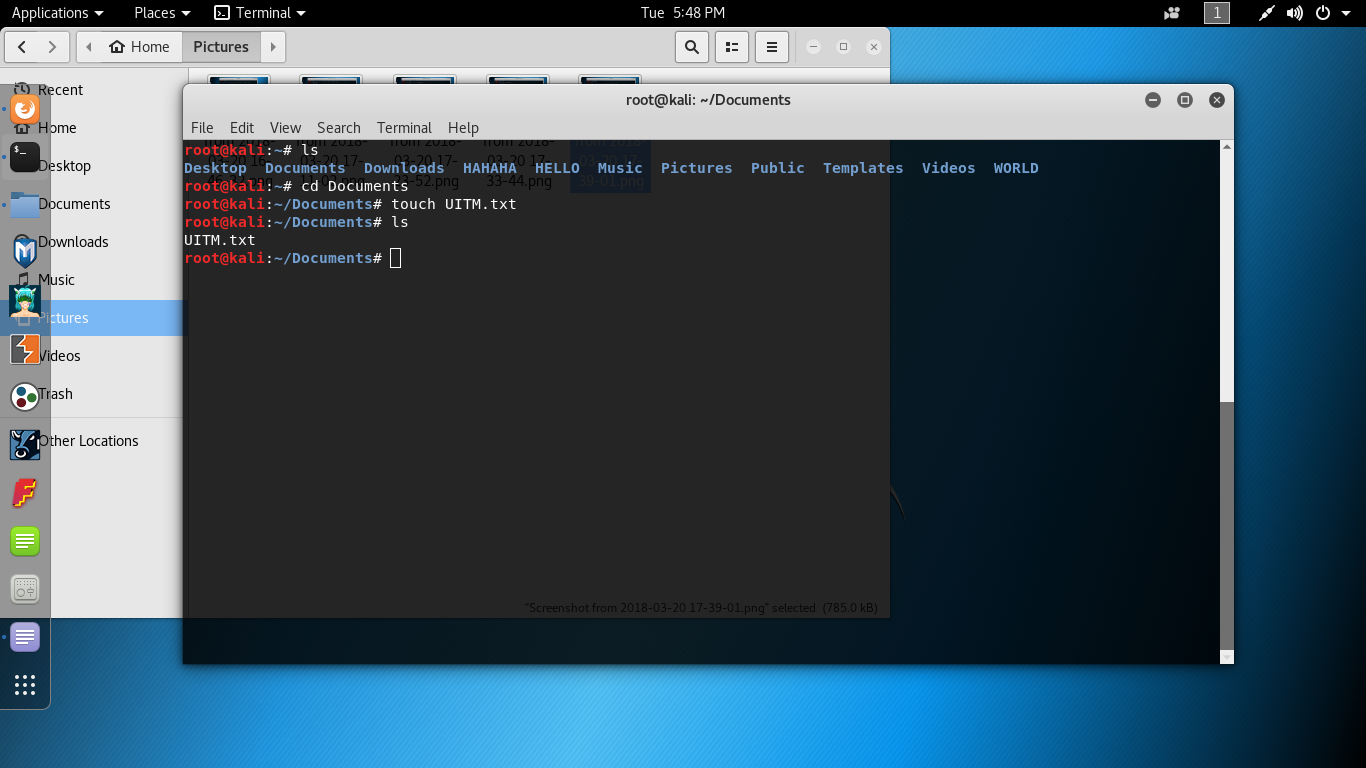 Applications Places Terminal Tue 5:48 PM 1
Home Pictures
Recent
Home
Desktop
Documents
Downloads
Music
Pictures
Videos
Trash
Other Locations
root@kali: ~/Documents
File Edit View Search Terminal Help
root@kali:~# ls
Desktop Documents Downloads HAHAHA HELLO Music Pictures Public Templates Videos WORLD
root@kali:~# cd Documents
root@kali:~/Documents# touch UITM.txt
root@kali:~/Documents# ls
UITM.txt
root@kali:~/Documents#
"Screenshot from 2018-03-20 17-39-01.png" selected (785.0 kB)